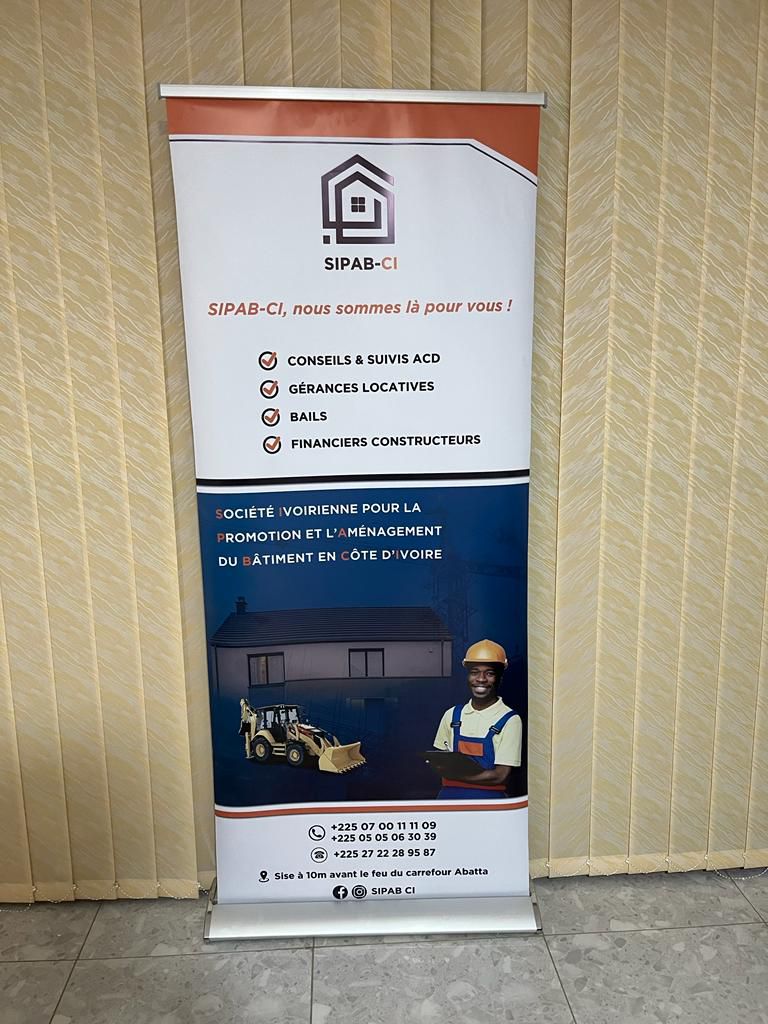 SIPAB-CI
SIPAB-CI, nous sommes là pour vous !
CONSEILS & SUIVIS ACD
GÉRANCES LOCATIVES
BAILS
FINANCIERS CONSTRUCTEURS
SOCIÉTÉ IVOIRIENNE POUR LA
PROMOTION ET L'AMÉNAGEMENT
DU BÂTIMENT EN CÔTE D'IVOIRE
+225 07 00 11 11 09
+225 05 05 06 30 39
+225 27 22 28 95 87
Sise à 10m avant le feu du carrefour Abatta
SIPAB CI